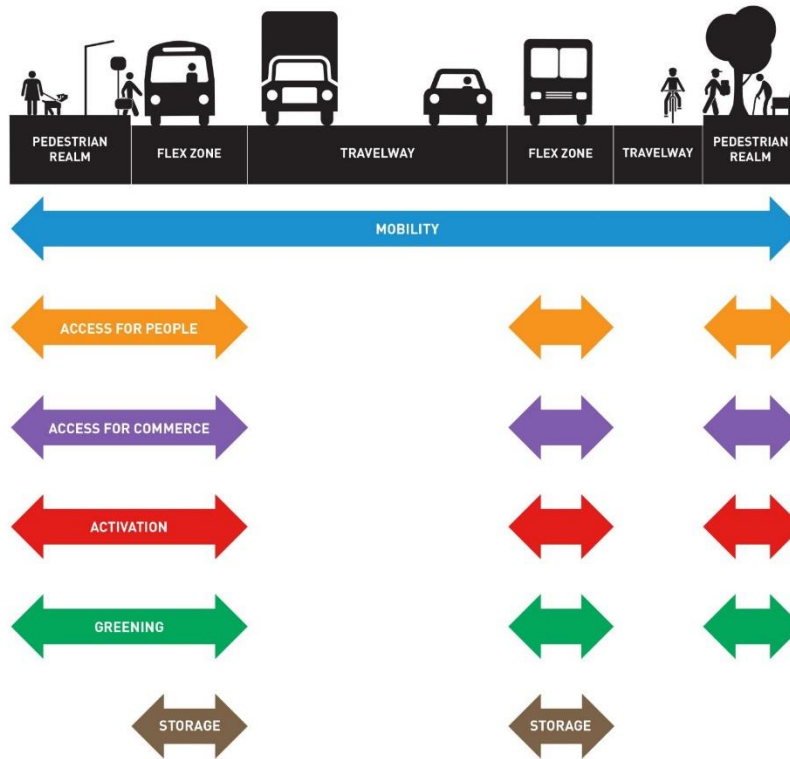 PEDESTRIAN
REALM
FLEX ZONE
TRAVELWAY
FLEX ZONE
TRAVELWAY
PEDESTRIAN
REALM
MOBILITY
ACCESS FOR PEOPLE
ACCESS FOR COMMERCE
ACTIVATION
GREENING
STORAGE
STORAGE